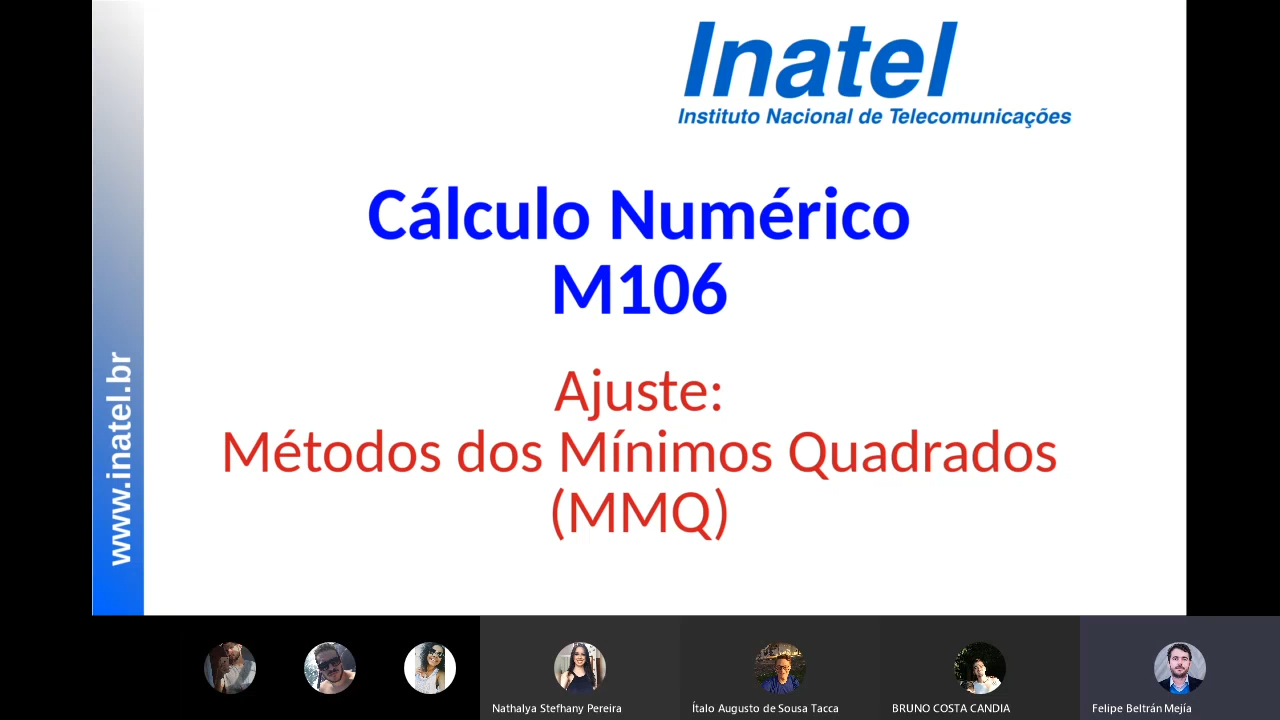 Inatel
Instituto Nacional de Telecomunicações
Cálculo Numérico
M106
Ajuste:
Métodos dos Mínimos Quadrados
(MMQ)
www.inatel.br
Nathalya Stefhany Pereira
Ítalo Augusto de Sousa Tacca
BRUNO COSTA CANDIA
Felipe Beltrán Mejía